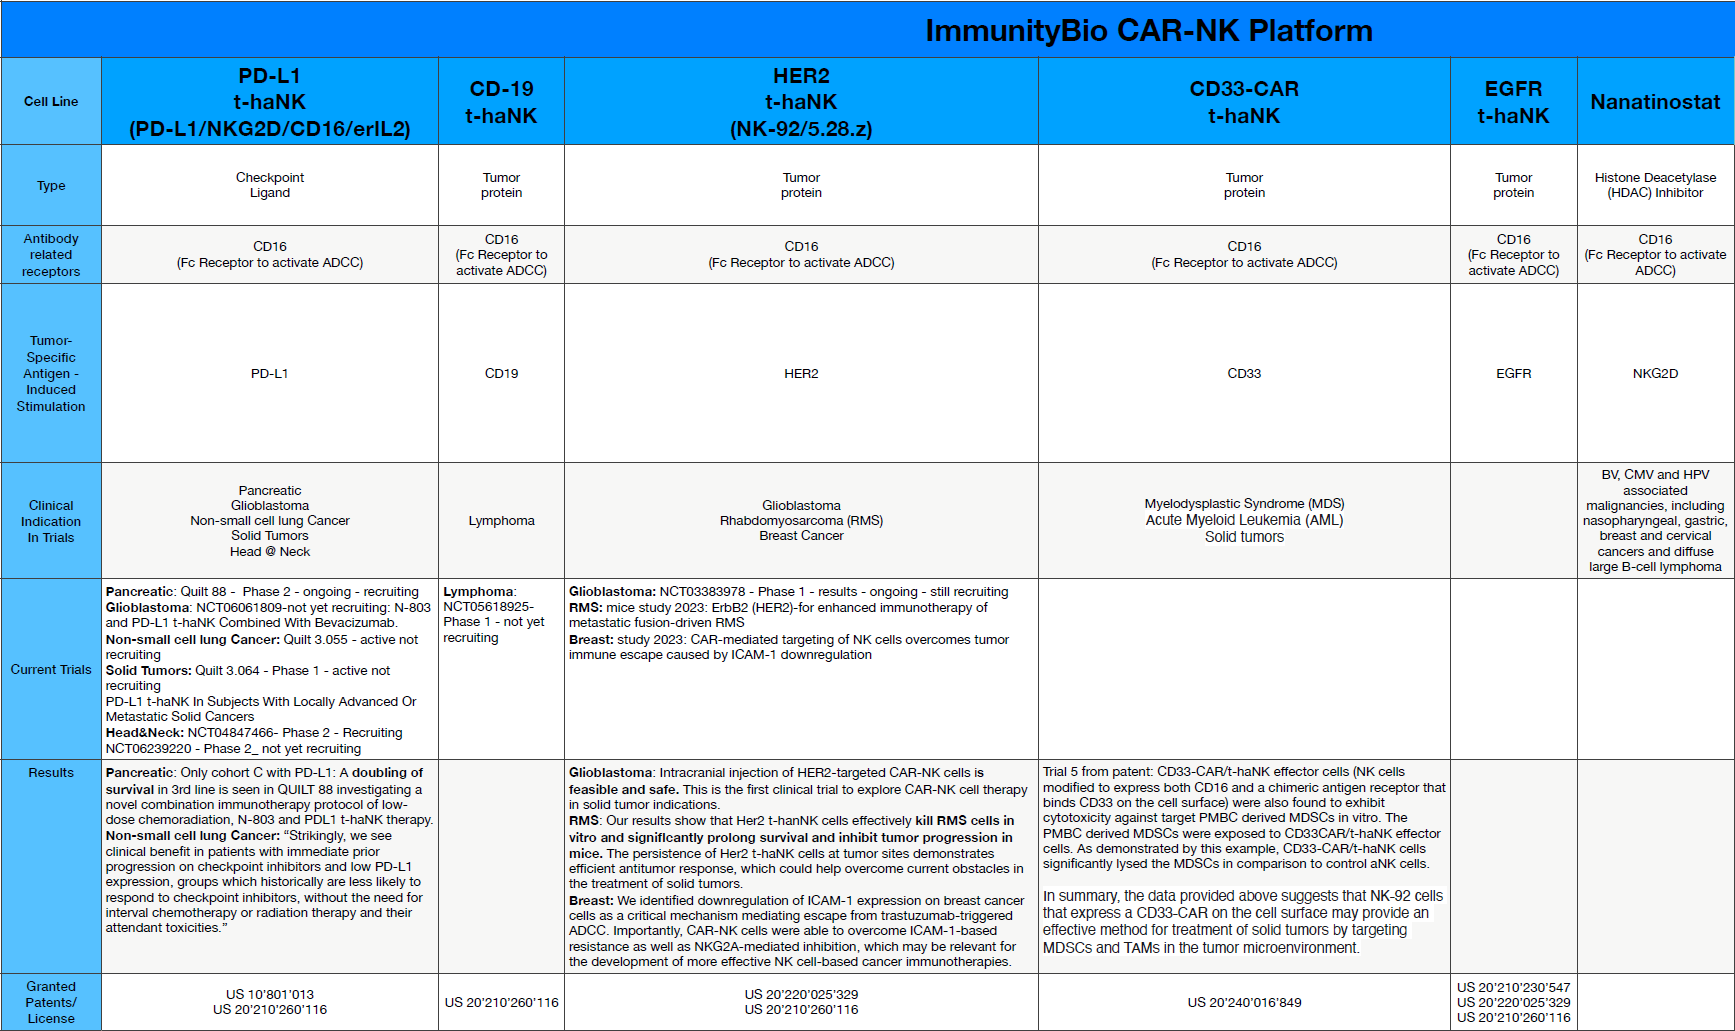 ImmunityBio CAR-NK Platform
Cell Line
PD-L1
t-haNK
(PD-L1/NKG2D/CD16/erIL2)
CD-19
t-haNK
HER2
t-haNK
(NK-92/5.28.z)
CD33-CAR
t-haNK
EGFR
t-haNK
Nanatinostat
Type
Checkpoint
Ligand
Tumor
protein
Tumor
protein
Tumor
protein
Tumor
protein
Histone Deacetylase
(HDAC) Inhibitor
Antibody
related
receptors
CD16
(Fc Receptor to activate ADCC)
CD16
(Fc Receptor to
activate ADCC)
CD16
(Fc Receptor to activate ADCC)
CD16
(Fc Receptor to activate ADCC)
CD16
(Fc Receptor to
activate ADCC)
CD16
(Fc Receptor to activate
ADCC)
Tumor-
Specific
Antigen -
Induced
Stimulation
PD-L1
CD19
HER2
CD33
EGFR
NKG2D
Clinical
Indication
In Trials
Pancreatic
Glioblastoma
Non-small cell lung Cancer
Solid Tumors
Head @ Neck
Lymphoma
Glioblastoma
Rhabdomyosarcoma (RMS)
Breast Cancer
Myelodysplastic Syndrome (MDS)
Acute Myeloid Leukemia (AML)
Solid tumors
BV, CMV and HPV
associated
malignancies, including
nasopharyngeal, gastric,
breast and cervical
cancers and diffuse
large B-cell lymphoma
Current Trials
Pancreatic: Quilt 88 - Phase 2 - ongoing - recruiting
Glioblastoma: NCT06061809-not yet recruiting: N-803
and PD-L1 t-haNK Combined With Bevacizumab.
Non-small cell lung Cancer: Quilt 3.055 - active not
recruiting
Solid Tumors: Quilt 3.064 - Phase 1 - active not
recruiting
PD-L1 t-haNK In Subjects With Locally Advanced Or
Metastatic Solid Cancers
Head&Neck: NCT04847466- Phase 2 - Recruiting
NCT06239220 - Phase 2_ not yet recruiting
Lymphoma:
NCT05618925-
Phase 1 - not yet
recruiting
Glioblastoma: NCT03383978 - Phase 1 - results - ongoing - still recruiting
RMS: mice study 2023: ErbB2 (HER2)-for enhanced immunotherapy of
metastatic fusion-driven RMS
Breast: study 2023: CAR-mediated targeting of NK cells overcomes tumor
immune escape caused by ICAM-1 downregulation
Results
Pancreatic: Only cohort C with PD-L1: A doubling of
survival in 3rd line is seen in QUILT 88 investigating a
novel combination immunotherapy protocol of low-
dose chemoradiation, N-803 and PDL1 t-haNK therapy.
Non-small cell lung Cancer: “Strikingly, we see
clinical benefit in patients with immediate prior
progression on checkpoint inhibitors and low PD-L1
expression, groups which historically are less likely to
respond to checkpoint inhibitors, without the need for
interval chemotherapy or radiation therapy and their
attendant toxicities.”
Glioblastoma: Intracranial injection of HER2-targeted CAR-NK cells is
feasible and safe. This is the first clinical trial to explore CAR-NK cell therapy
in solid tumor indications.
RMS: Our results show that Her2 t-hanNK cells effectively kill RMS cells in
vitro and significantly prolong survival and inhibit tumor progression in
mice. The persistence of Her2 t-haNK cells at tumor sites demonstrates
efficient antitumor response, which could help overcome current obstacles in
the treatment of solid tumors.
Breast: We identified downregulation of ICAM-1 expression on breast cancer
cells as a critical mechanism mediating escape from trastuzumab-triggered
ADCC. Importantly, CAR-NK cells were able to overcome ICAM-1-based
resistance as well as NKG2A-mediated inhibition, which may be relevant for
the development of more effective NK cell-based cancer immunotherapies.
Trial 5 from patent: CD33-CAR/t-haNK effector cells (NK cells
modified to express both CD16 and a chimeric antigen receptor that
binds CD33 on the cell surface) were also found to exhibit
cytotoxicity against target PMBC derived MDSCs in vitro. The
PMBC derived MDSCs were exposed to CD33CAR/t-haNK effector
cells. As demonstrated by this example, CD33-CAR/t-haNK cells
significantly lysed the MDSCs in comparison to control aNK cells.
In summary, the data provided above suggests that NK-92 cells
that express a CD33-CAR on the cell surface may provide an
effective method for treatment of solid tumors by targeting
MDSCs and TAMs in the tumor microenvironment.
Granted
Patents/
License
US 10’801’013
US 20’210’260’116
US 20’210’260’116
US 20’220’025’329
US 20’210’260’116
US 20’240’016’849
US 20’210’230’547
US 20’220’025’329
US 20’210’260’116